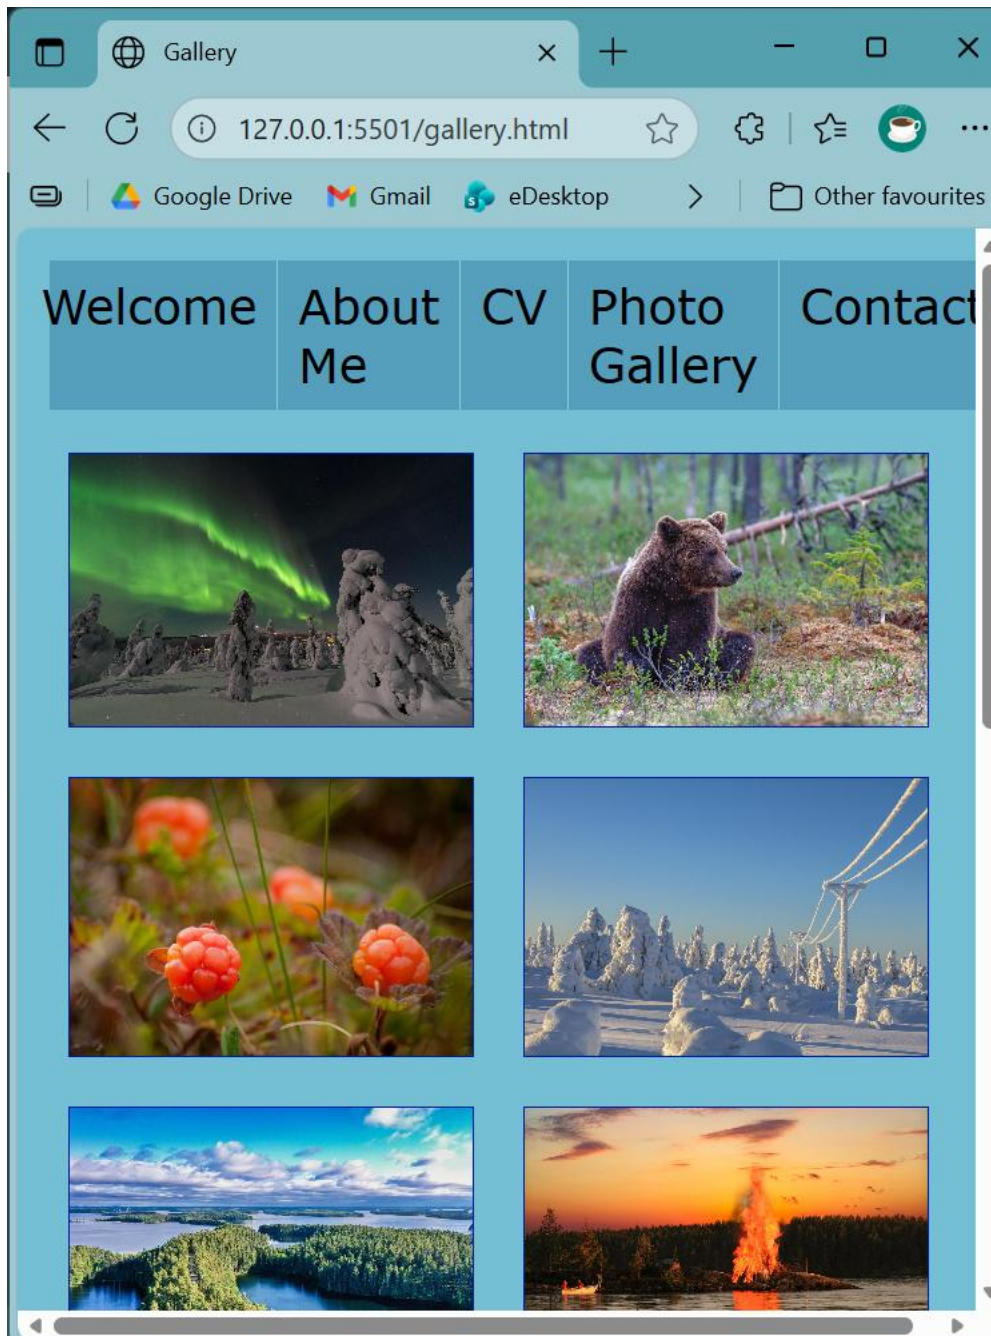 Gallery
127.0.0.1:5501/gallery.html
Google Drive Gmail eDesktop Other favourites
Welcome About Me CV Photo Gallery Contact